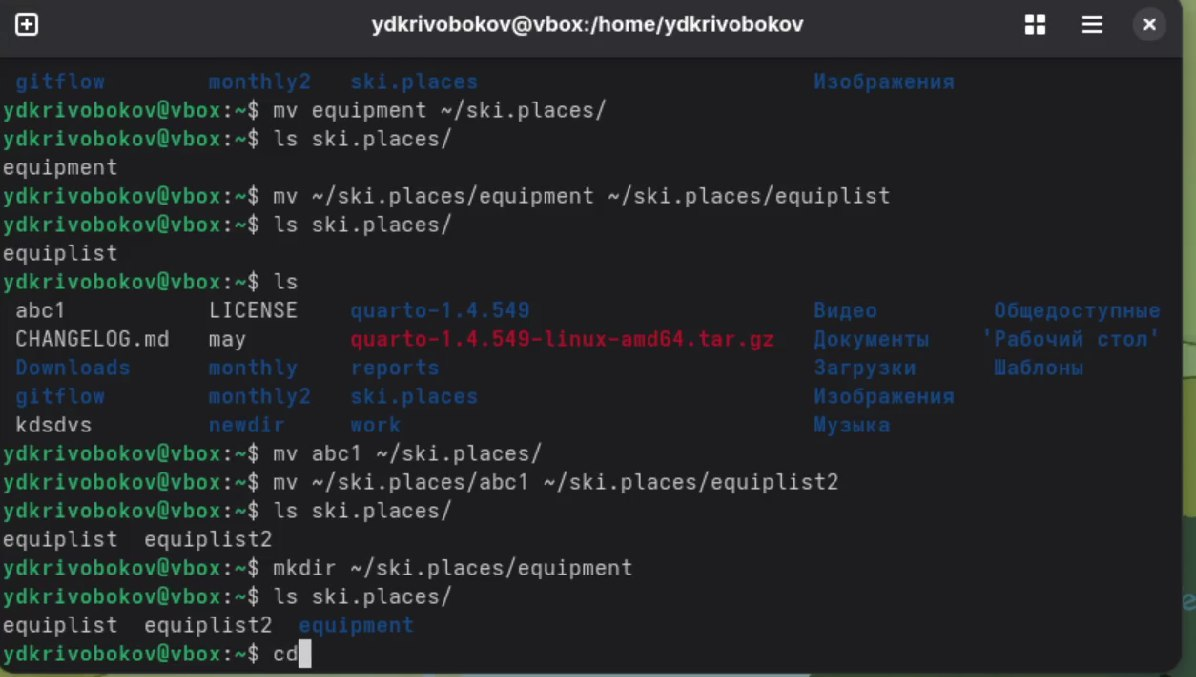 ydkrivobokov@vbox:/home/ydkrivobokov
gitflow monthly2 ski.places Изображения
ydkrivobokov@vbox:~$ mv equipment ~/ski.places/
ydkrivobokov@vbox:~$ ls ski.places/
equipment
ydkrivobokov@vbox:~$ mv ~/ski.places/equipment ~/ski.places/equiplist
ydkrivobokov@vbox:~$ ls ski.places/
equiplist
ydkrivobokov@vbox:~$ ls
abc1 LICENSE quarto-1.4.549 Видео Общедоступные
CHANGELOG.md may quarto-1.4.549-linux-amd64.tar.gz Документы 'Рабочий стол'
Downloads monthly reports Загрузки Шаблоны
gitflow monthly2 ski.places Изображения
kdsdvs newdir work Музыка
ydkrivobokov@vbox:~$ mv abc1 ~/ski.places/
ydkrivobokov@vbox:~$ mv ~/ski.places/abc1 ~/ski.places/equiplist2
ydkrivobokov@vbox:~$ ls ski.places/
equiplist equiplist2
ydkrivobokov@vbox:~$ mkdir ~/ski.places/equipment
ydkrivobokov@vbox:~$ ls ski.places/
equiplist equiplist2 equipment
ydkrivobokov@vbox:~$ cd